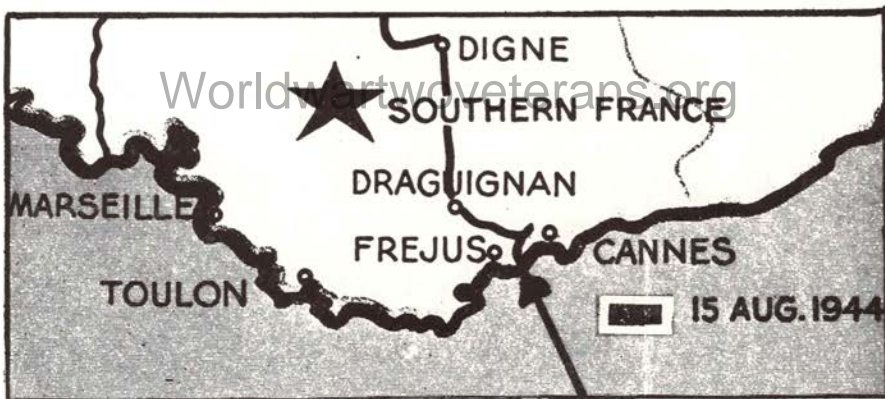 DIGNE
Worldwartwoveterans.org
SOUTHERN FRANCE
DRAGUIGNAN
MARSEILLE
FREJUS
CANNES
TOULON
15 AUG. 1944